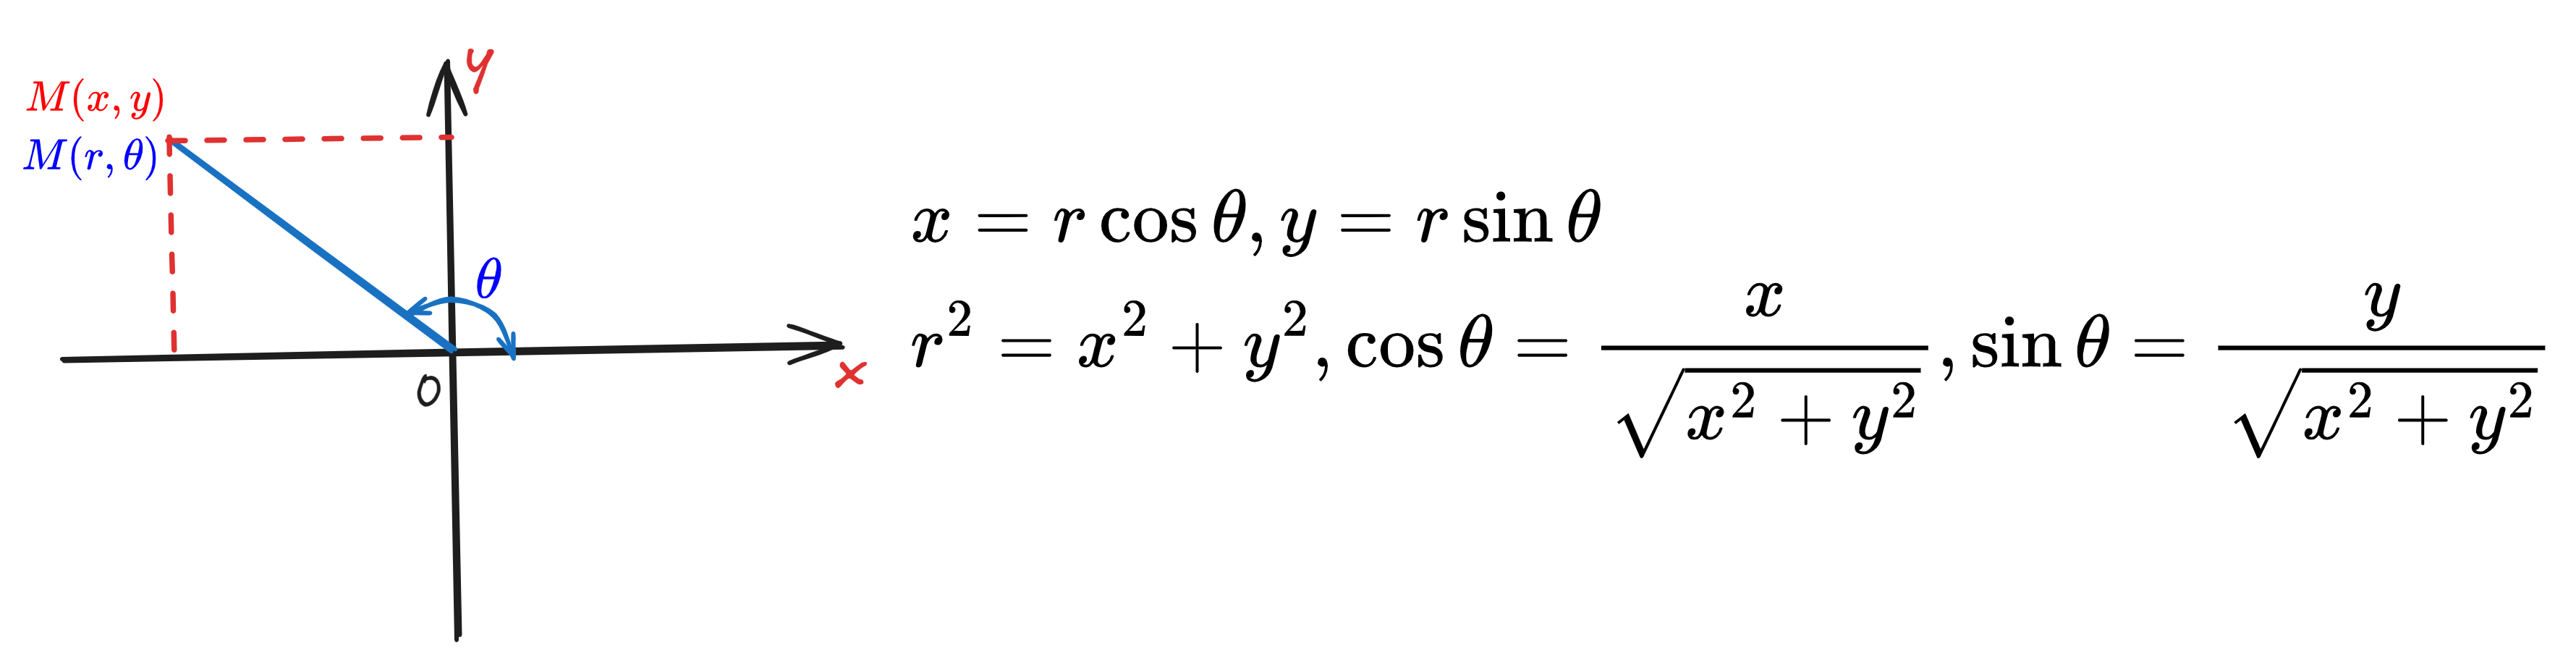 y
M(x, y)
M(r, θ)
θ
x
O
x = r cos θ, y = r sin θ
r² = x² + y², cos θ = x / √(x² + y²), sin θ = y / √(x² + y²)